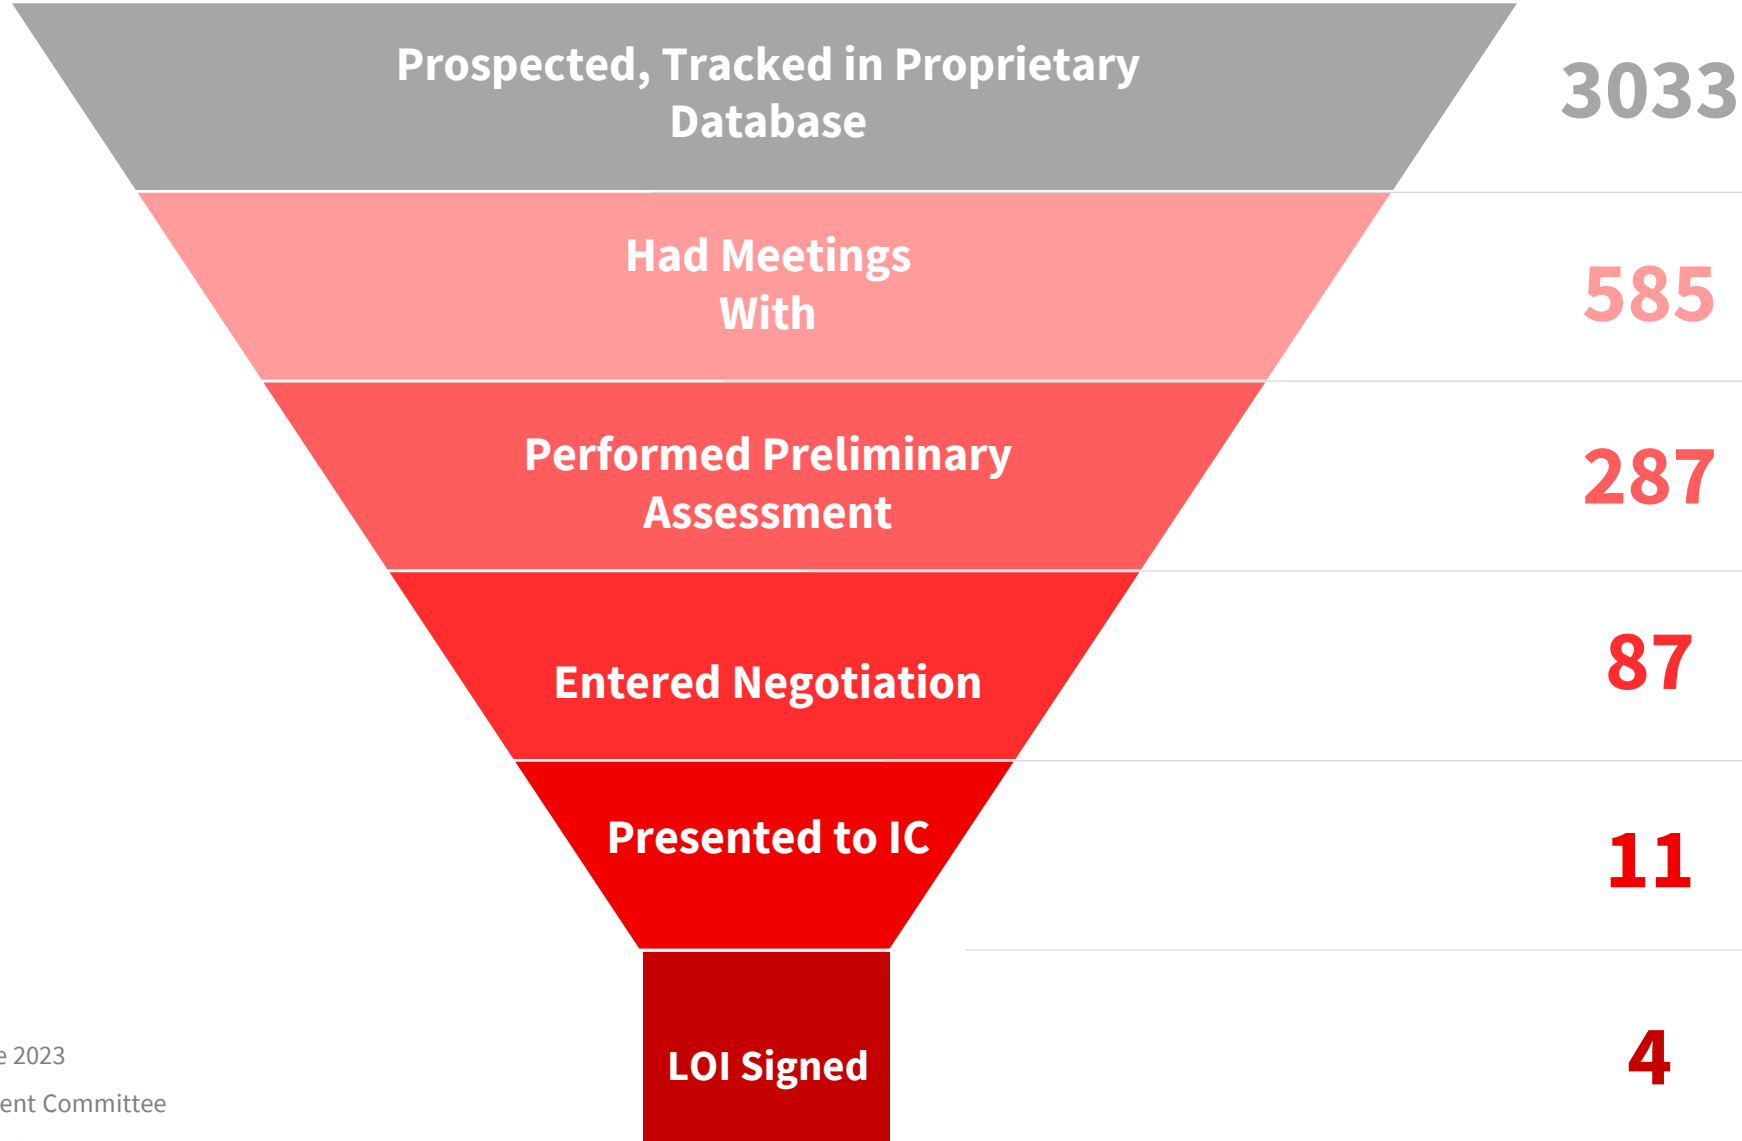 Prospected, Tracked in Proprietary
Database
3033
Had Meetings
With
585
Performed Preliminary
Assessment
287
Entered Negotiation
87
Presented to IC
11
LOI Signed
4
2023
Committee